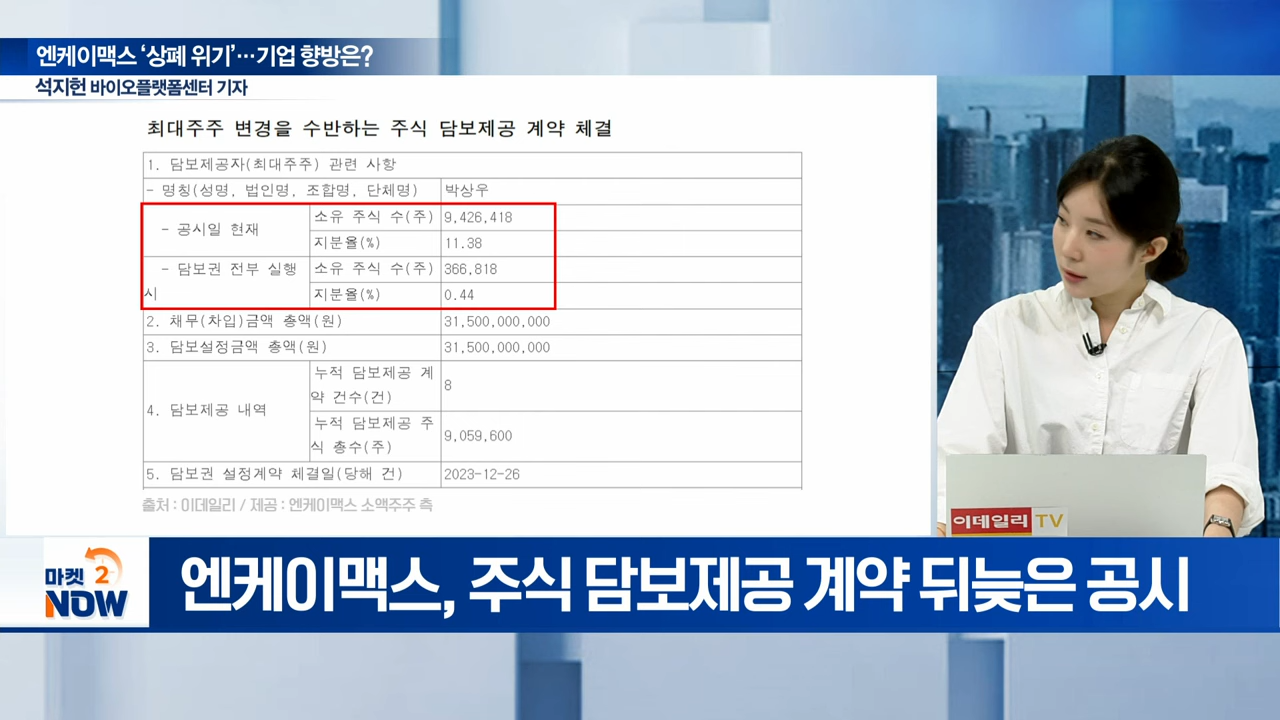 엔케이맥스 ‘상폐 위기’…기업 향방은?
석지헌 바이오플랫폼센터 기자
최대주주 변경을 수반하는 주식 담보제공 계약 체결
1. 담보제공자(최대주주) 관련 사항
- 명칭(성명, 법인명, 조합명, 단체명) 박상우
- 공시일 현재 소유 주식 수(주) 9,426,418
지분율(%) 11.38
- 담보권 전부 실행시 소유 주식 수(주) 366,818
지분율(%) 0.44
2. 채무(차입)금액 총액(원) 31,500,000,000
3. 담보설정금액 총액(원) 31,500,000,000
4. 담보제공 내역 누적 담보제공 계약 건수(건) 8
누적 담보제공 주식 총수(주) 9,059,600
5. 담보권 설정계약 체결일(당해 건) 2023-12-26
출처 : 이데일리 / 제공 : 엔케이맥스 소액주주 측
이데일리 TV
마켓 2
NOW
엔케이맥스, 주식 담보제공 계약 뒤늦은 공시